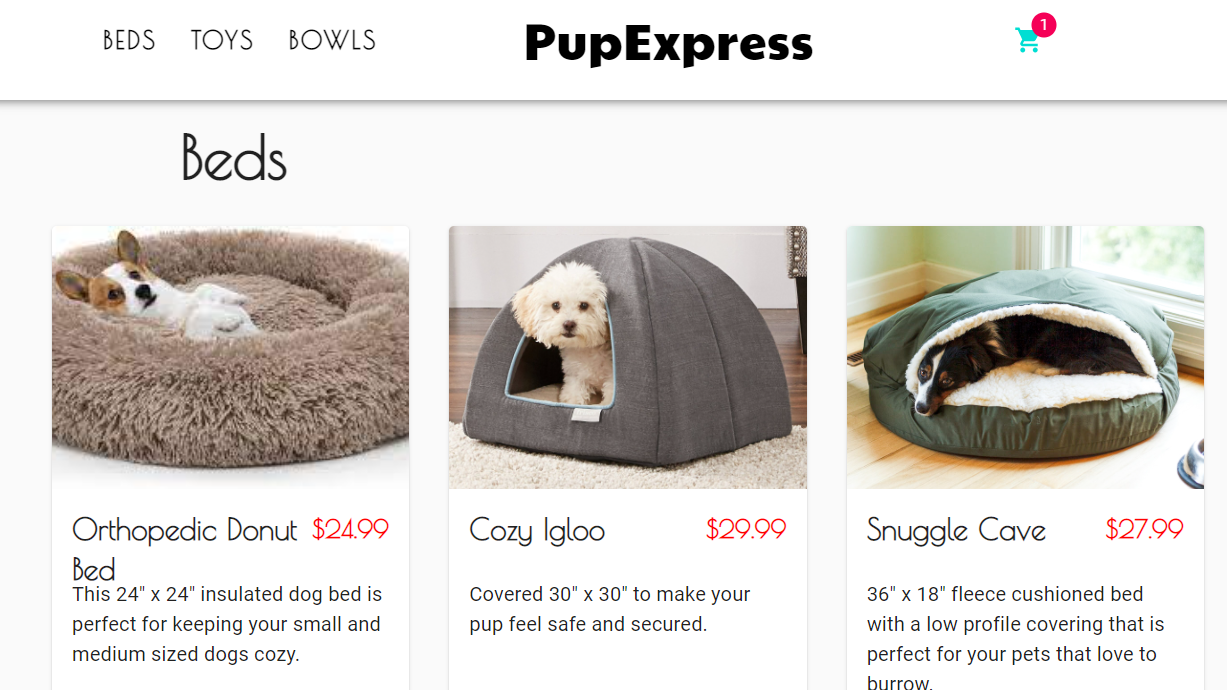 BEDS TOYS BOWLS
PupExpress
1
Beds
Orthopedic Donut Bed
$24.99
This 24" x 24" insulated dog bed is
perfect for keeping your small and
medium sized dogs cozy.
Cozy Igloo
$29.99
Covered 30" x 30" to make your
pup feel safe and secured.
Snuggle Cave
$27.99
36" x 18" fleece cushioned bed
with a low profile covering that is
perfect for your pets that love to
burrow.